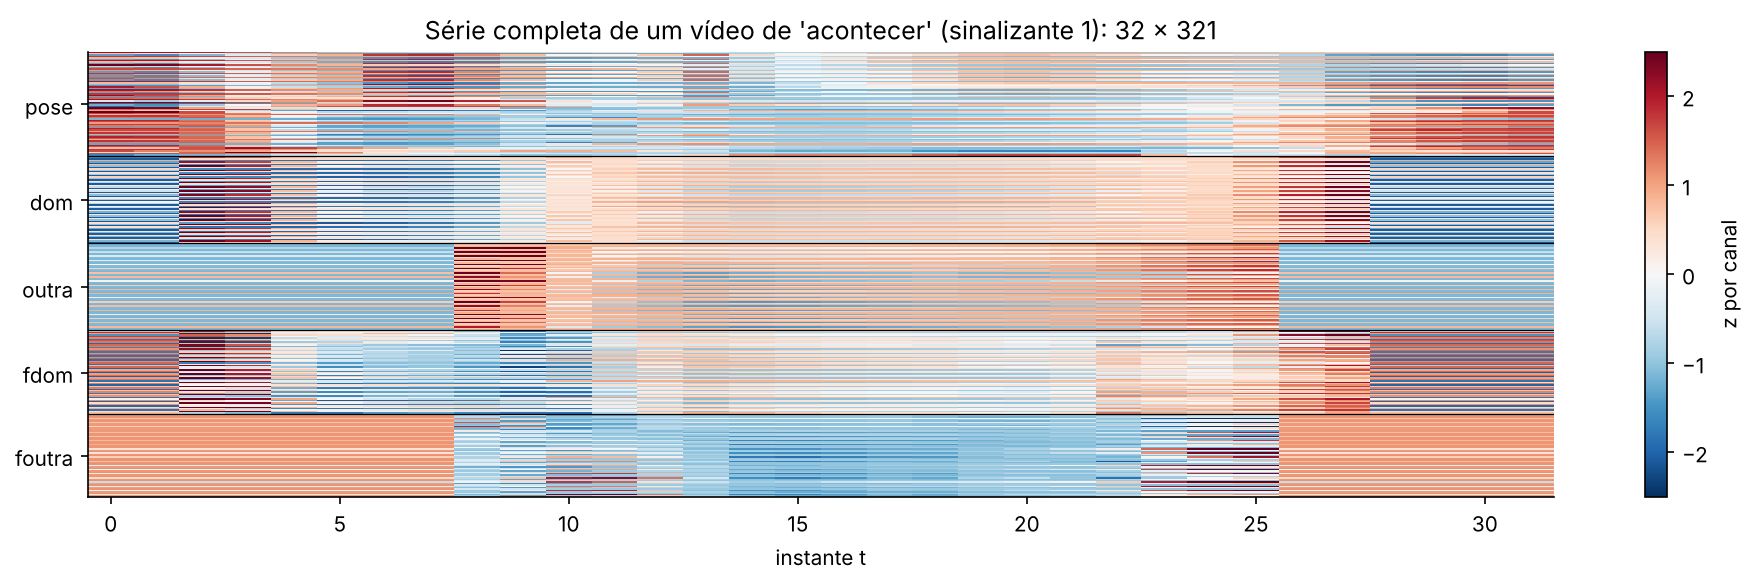 Série completa de um vídeo de 'acontecer' (sinalizante 1): 32 × 321
pose
dom
outra
fdom
foutra
0 5 10 15 20 25 30
instante t
2
1
0
−1
−2
z por canal